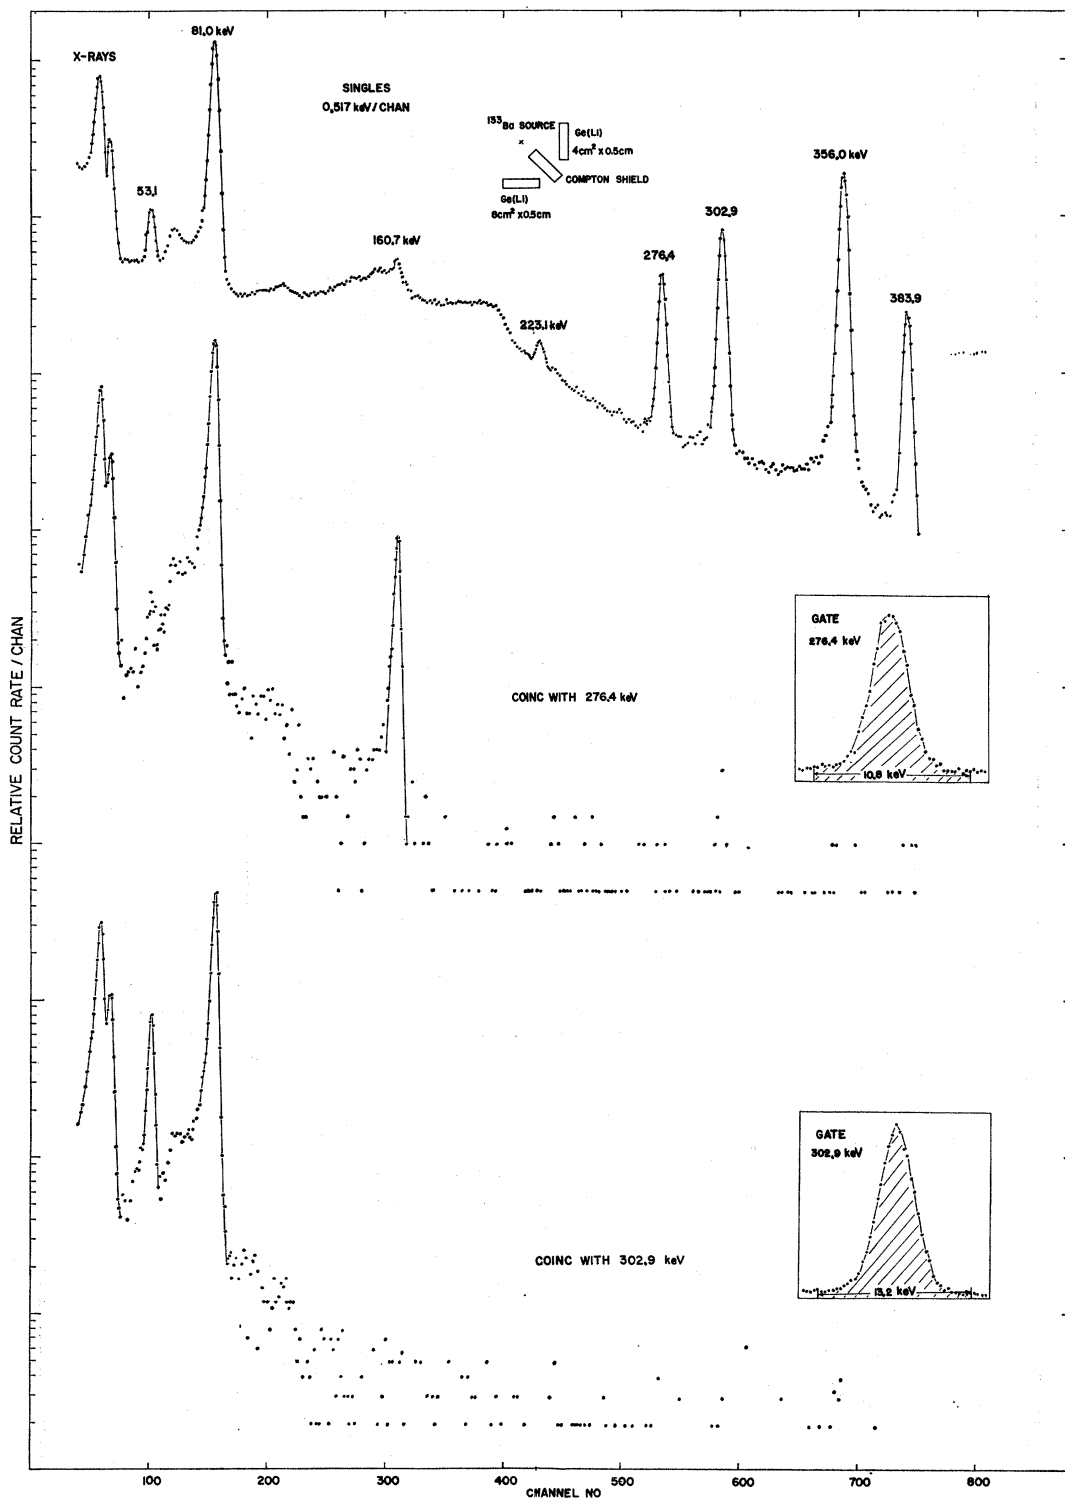 81,0 keV
X-RAYS
SINGLES
0,517 keV/CHAN
133Ba SOURCE
×
Ge(Li)
4cm² x 0.5cm
COMPTON SHIELD
Ge(Li)
8cm² x0.5cm
356,0 keV
53,1
302,9
160,7 keV
276,4
383,9
223,1 keV
GATE
276,4 keV
COINC WITH 276,4 keV
10,8 keV
RELATIVE COUNT RATE / CHAN
GATE
302,9 keV
COINC WITH 302,9 keV
13,2 keV
100
200
300
400
500
600
700
800
CHANNEL NO